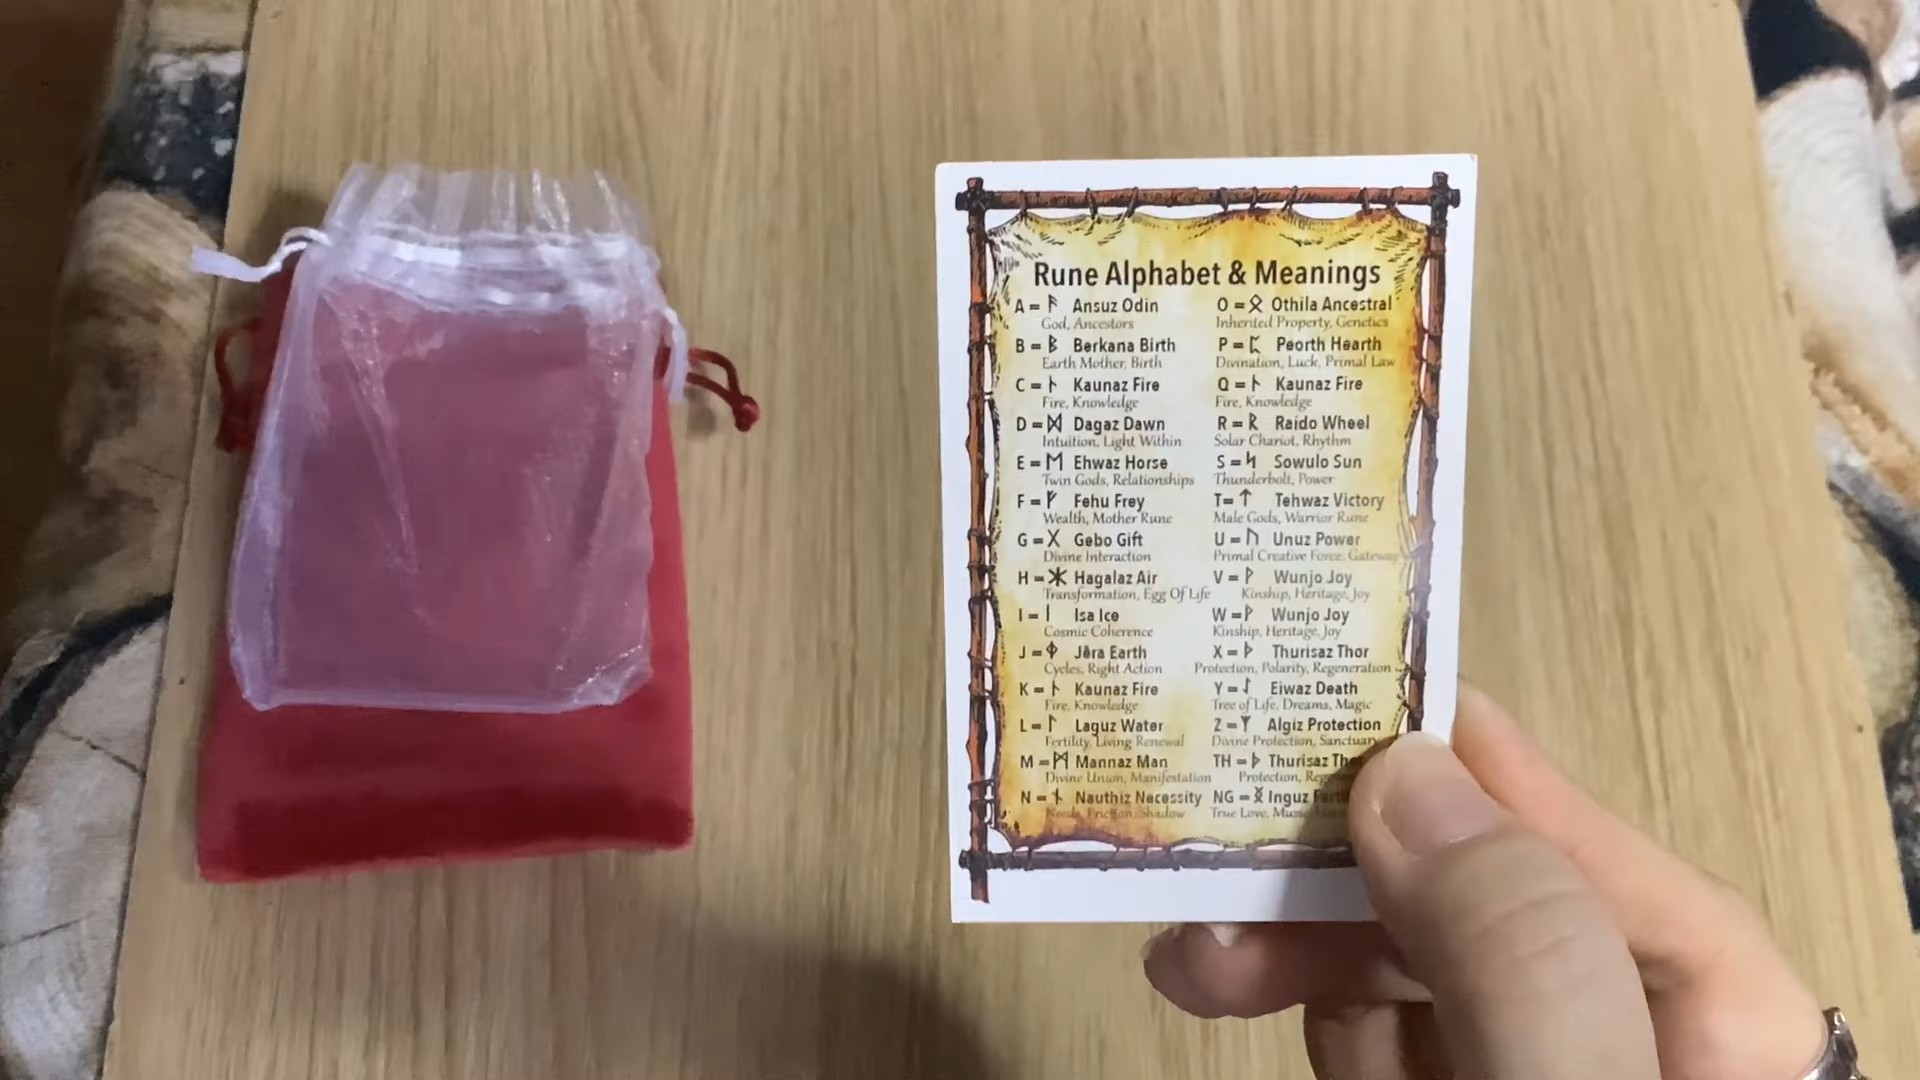 Rune Alphabet & Meanings
A = ᚨ Ansuz Odin
God, Ancestors
B = ᛒ Berkana Birth
Earth Mother, Birth
C = ᚲ Kaunaz Fire
Fire, Knowledge
D = ᛞ Dagaz Dawn
Intuition, Light Within
E = ᛖ Ehwaz Horse
Twin Gods, Relationships
F = ᚠ Fehu Frey
Wealth, Mother Rune
G = ᚷ Gebo Gift
Divine Interaction
H = ᚼ Hagalaz Air
Transformation, Egg Of Life
I = ᛁ Isa Ice
Cosmic Coherence
J = ᛄ Jêra Earth
Cycles, Right Action
K = ᚲ Kaunaz Fire
Fire, Knowledge
L = ᛚ Laguz Water
Fertility, Living Renewal
M = ᛗ Mannaz Man
Divine Union, Manifestation
N = ᚾ Nauthiz Necessity
Needs, Friction, Shadow
O = ᛟ Othila Ancestral
Inherited Property, Genetics
P = ᛈ Peorth Hearth
Divination, Luck, Primal Law
Q = ᚲ Kaunaz Fire
Fire, Knowledge
R = ᚱ Raido Wheel
Solar Chariot, Rhythm
S = ᛋ Sowulo Sun
Thunderbolt, Power
T= ᛏ Tehwaz Victory
Male Gods, Warrior Rune
U = ᚢ Unuz Power
Primal Creative Force, Gateway
V = ᚹ Wunjo Joy
Kinship, Heritage, Joy
W = ᚹ Wunjo Joy
Kinship, Heritage, Joy
X = ᚦ Thurisaz Thor
Protection, Polarity, Regeneration
Y = ᛇ Eiwaz Death
Tree of Life, Dreams, Magic
Z = ᛉ Algiz Protection
Divine Protection, Sanctuary
TH = ᚦ Thurisaz
Protection,
NG = ᛝ Inguz
True Love,